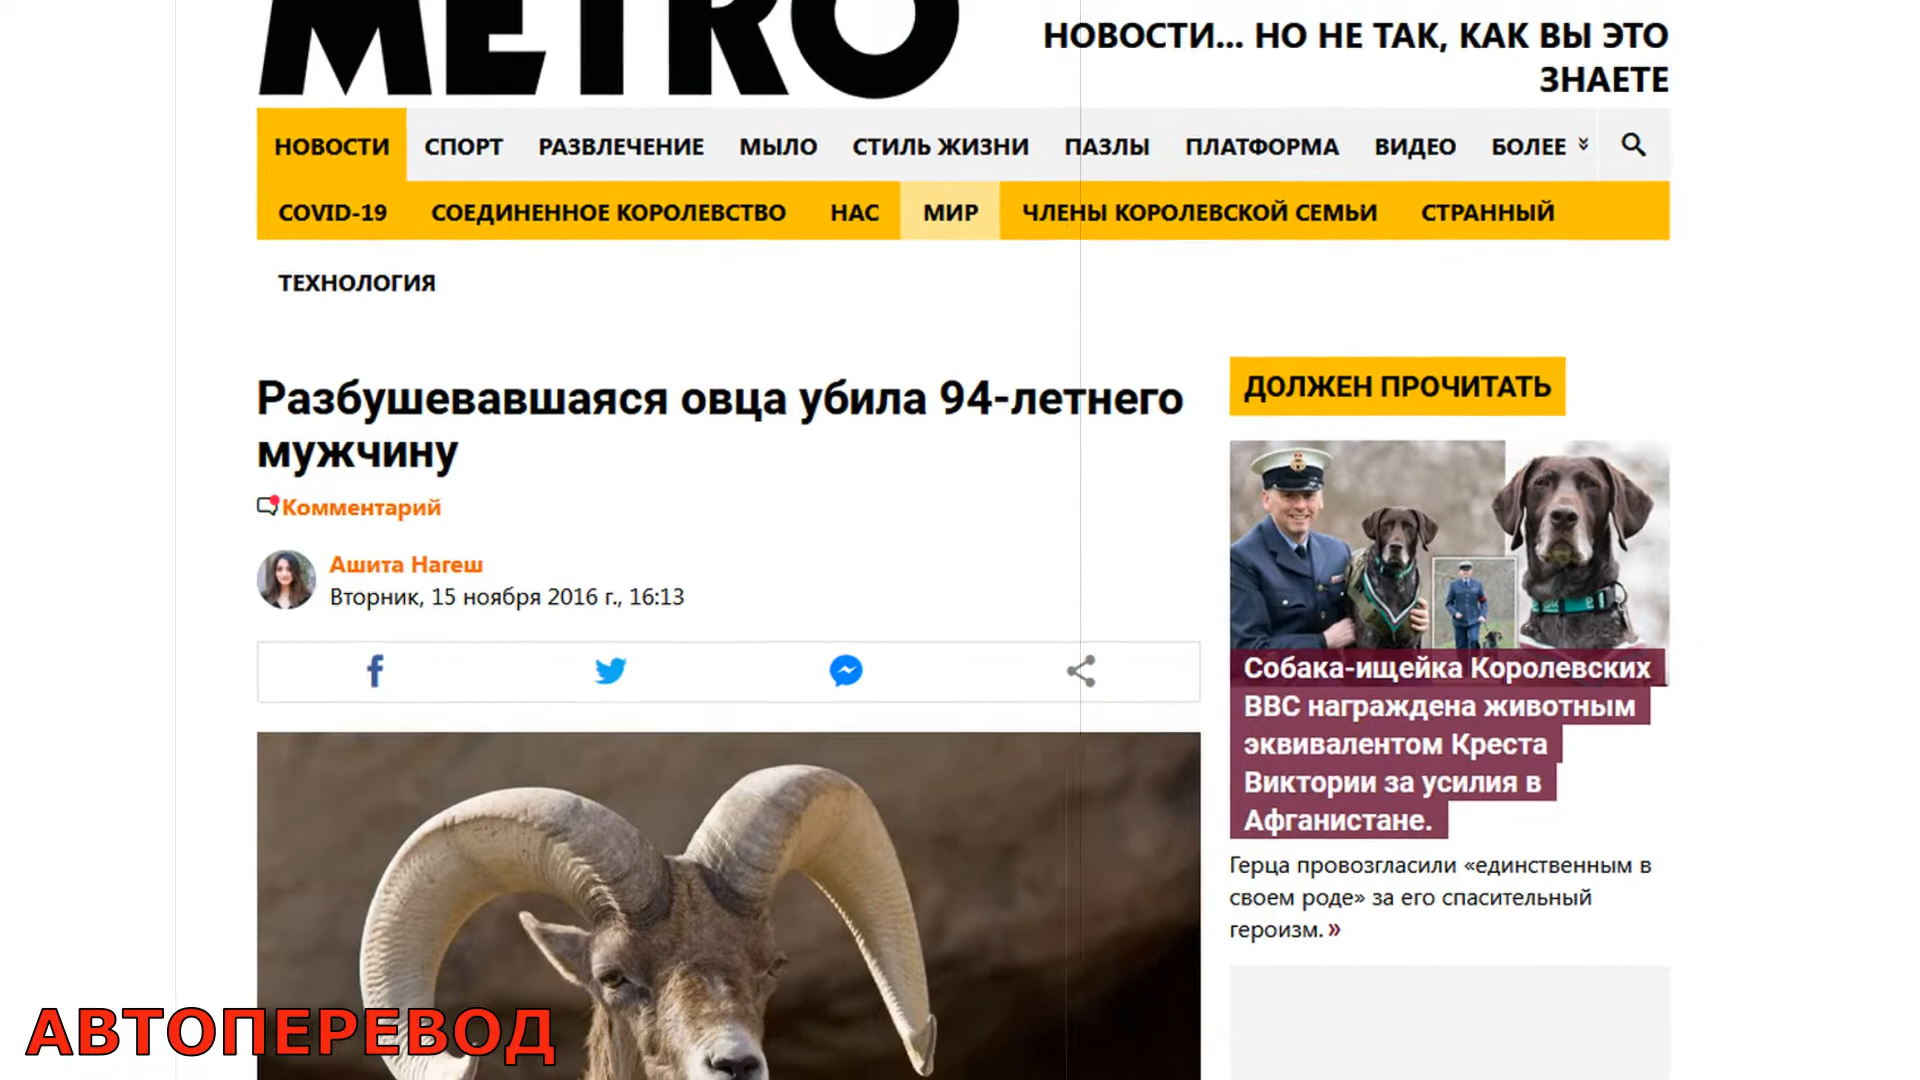 METRO
НОВОСТИ... НО НЕ ТАК, КАК ВЫ ЭТО
ЗНАЕТЕ
НОВОСТИ СПОРТ РАЗВЛЕЧЕНИЕ МЫЛО СТИЛЬ ЖИЗНИ ПАЗЛЫ ПЛАТФОРМА ВИДЕО БОЛЕЕ
COVID-19 СОЕДИНЕННОЕ КОРОЛЕВСТВО НАС МИР ЧЛЕНЫ КОРОЛЕВСКОЙ СЕМЬИ СТРАННЫЙ
ТЕХНОЛОГИЯ
Разбушевавшаяся овца убила 94-летнего
мужчину
Комментарий
Ашита Нагеш
Вторник, 15 ноября 2016 г., 16:13
ДОЛЖЕН ПРОЧИТАТЬ
Собака-ищейка Королевских
ВВС награждена животным
эквивалентом Креста
Виктории за усилия в
Афганистане.
Герца провозгласили «единственным в
своем роде» за его спасительный
героизм. »
АВТОПЕРЕВОД